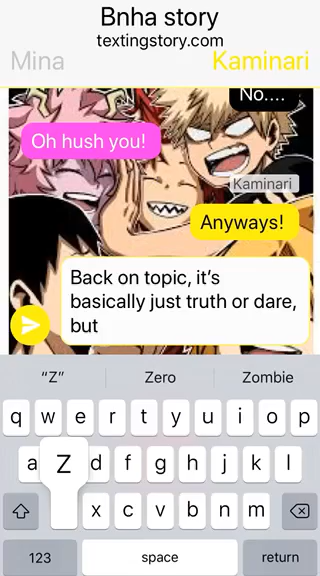 Bnha story
textingstory.com
Mina Kaminari
No....
Oh hush you!
Kaminari
Anyways!
Back on topic, it’s
basically just truth or dare,
but
“Z” Zero Zombie
q w e r t y u i o p
a Z d f g h j k l
x c v b n m
123 space return